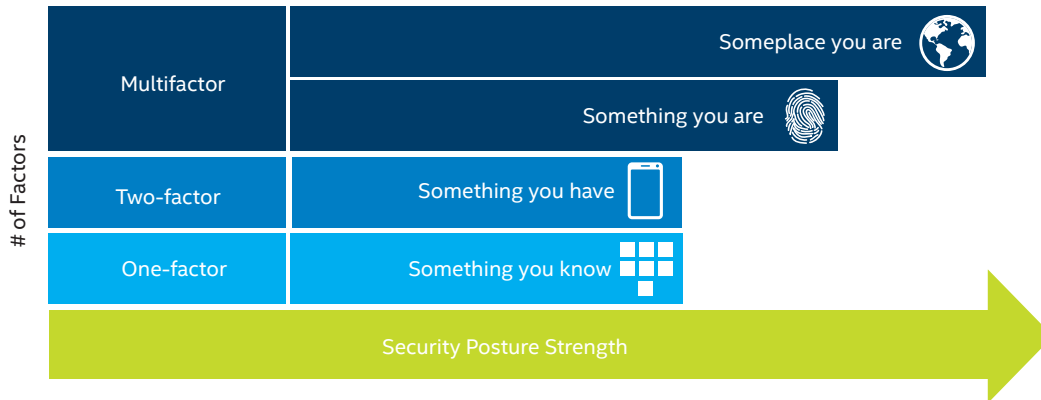 # of Factors
Multifactor
Someplace you are
Something you are
Two-factor
Something you have
One-factor
Something you know
Security Posture Strength